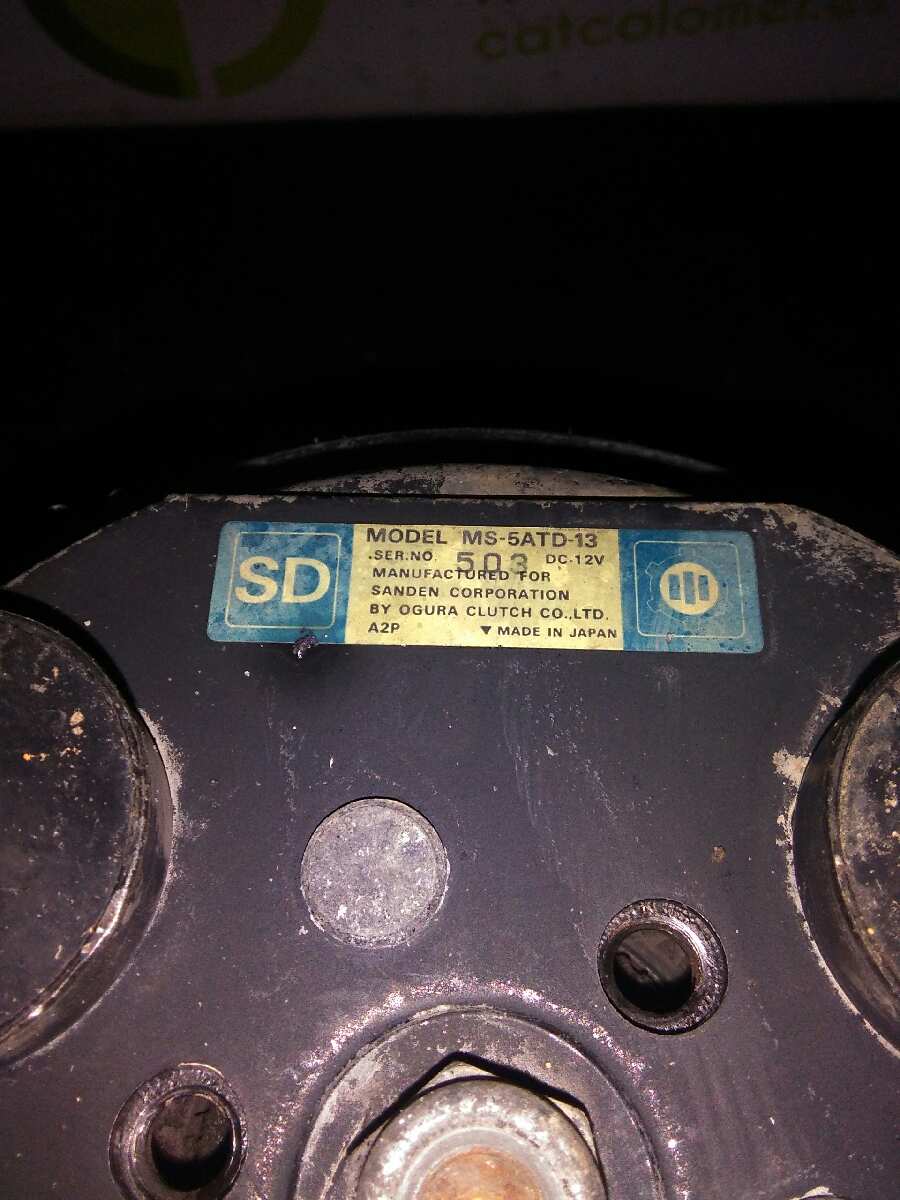 catcolomer.e
SD
MODEL MS-5ATD-13
.SER.NO. 503 DC-12V
MANUFACTURED FOR
SANDEN CORPORATION
BY OGURA CLUTCH CO.,LTD.
A2P ▼ MADE IN JAPAN